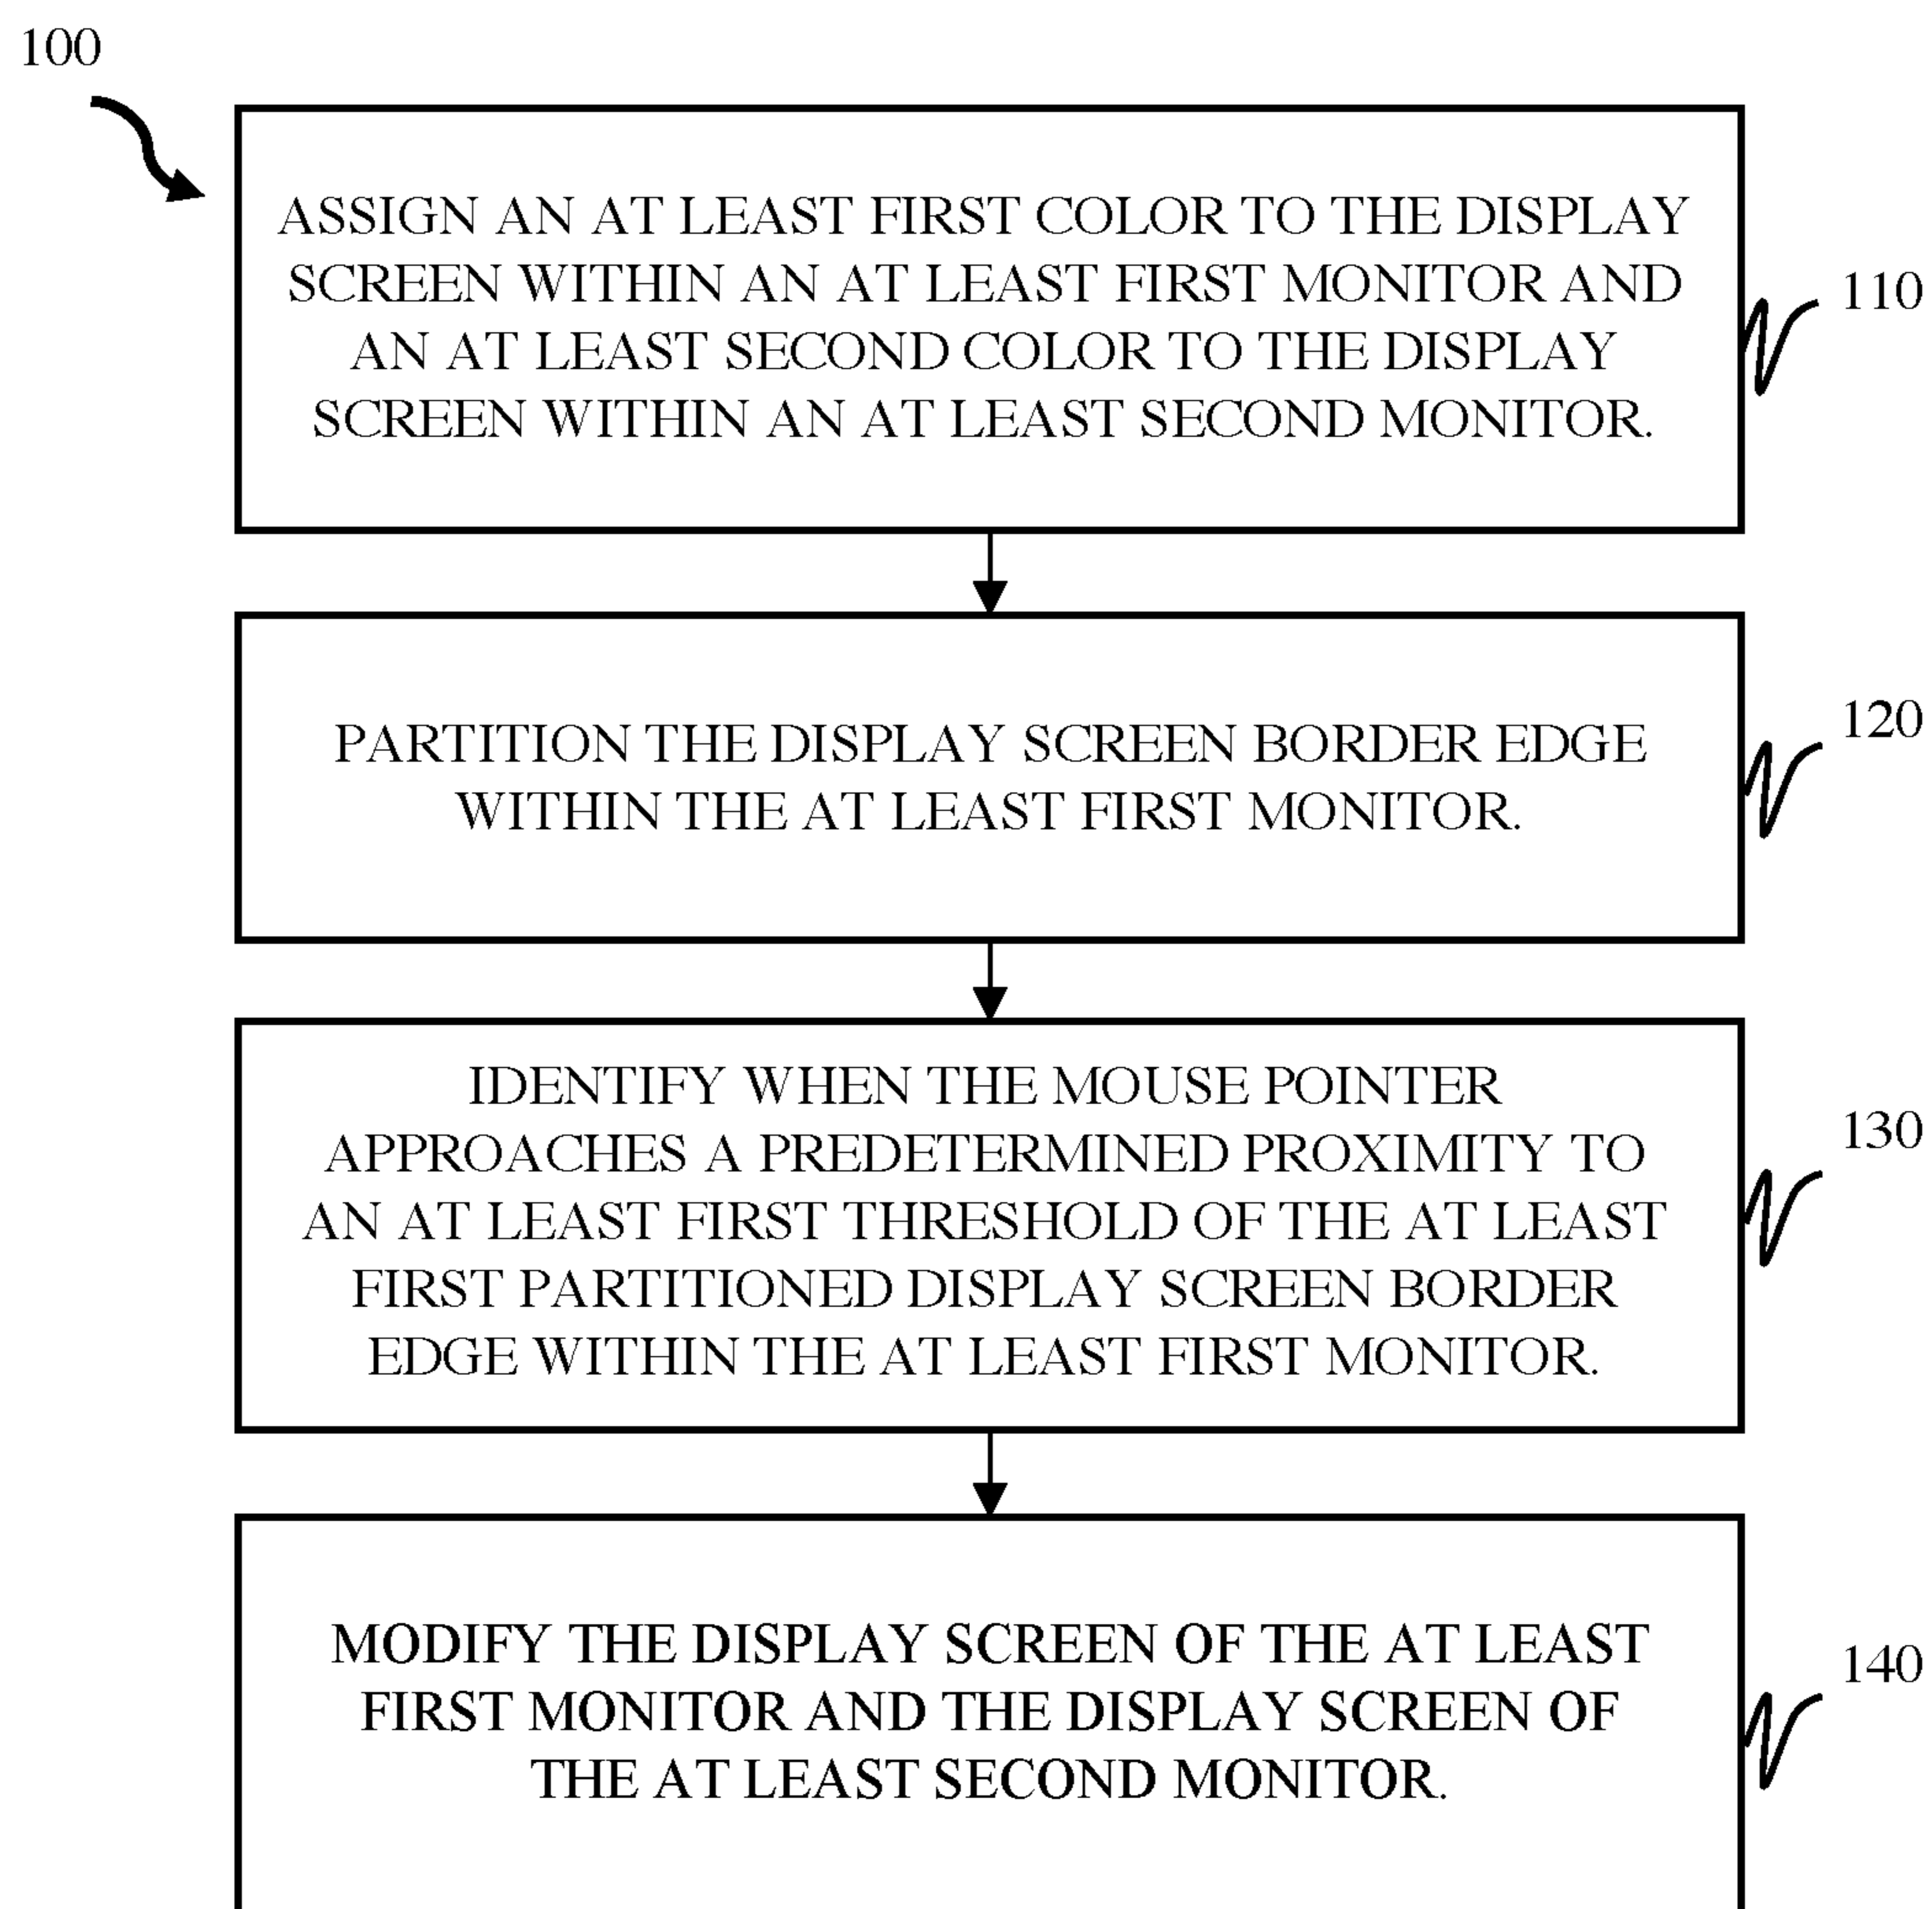 100
ASSIGN AN AT LEAST FIRST COLOR TO THE DISPLAY
SCREEN WITHIN AN AT LEAST FIRST MONITOR AND
AN AT LEAST SECOND COLOR TO THE DISPLAY
SCREEN WITHIN AN AT LEAST SECOND MONITOR.
110
PARTITION THE DISPLAY SCREEN BORDER EDGE
WITHIN THE AT LEAST FIRST MONITOR.
120
IDENTIFY WHEN THE MOUSE POINTER
APPROACHES A PREDETERMINED PROXIMITY TO
AN AT LEAST FIRST THRESHOLD OF THE AT LEAST
FIRST PARTITIONED DISPLAY SCREEN BORDER
EDGE WITHIN THE AT LEAST FIRST MONITOR.
130
MODIFY THE DISPLAY SCREEN OF THE AT LEAST
FIRST MONITOR AND THE DISPLAY SCREEN OF
THE AT LEAST SECOND MONITOR.
140